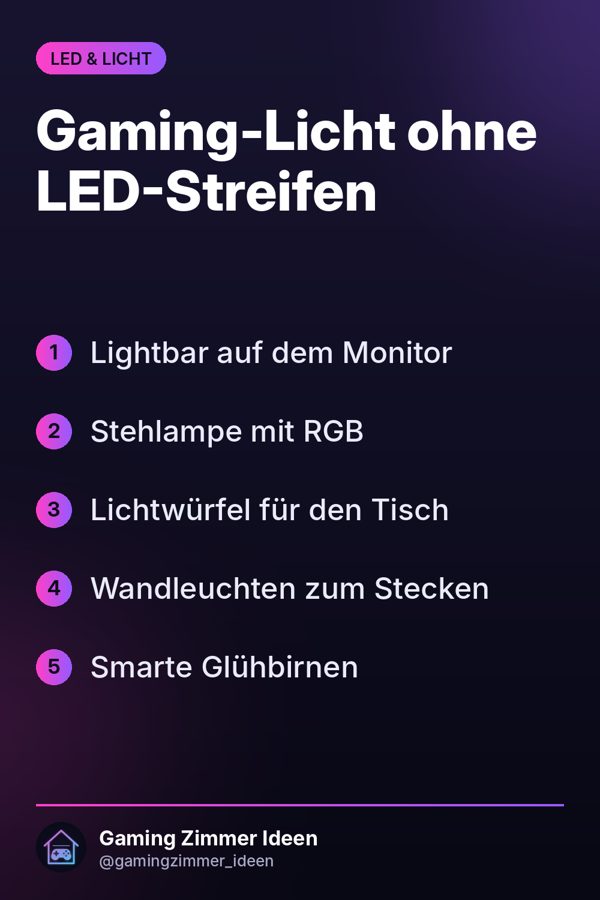 LED & LICHT
Gaming-Licht ohne
LED-Streifen
1 Lightbar auf dem Monitor
2 Stehlampe mit RGB
3 Lichtwürfel für den Tisch
4 Wandleuchten zum Stecken
5 Smarte Glühbirnen
Gaming Zimmer Ideen
@gamingzimmer_ideen